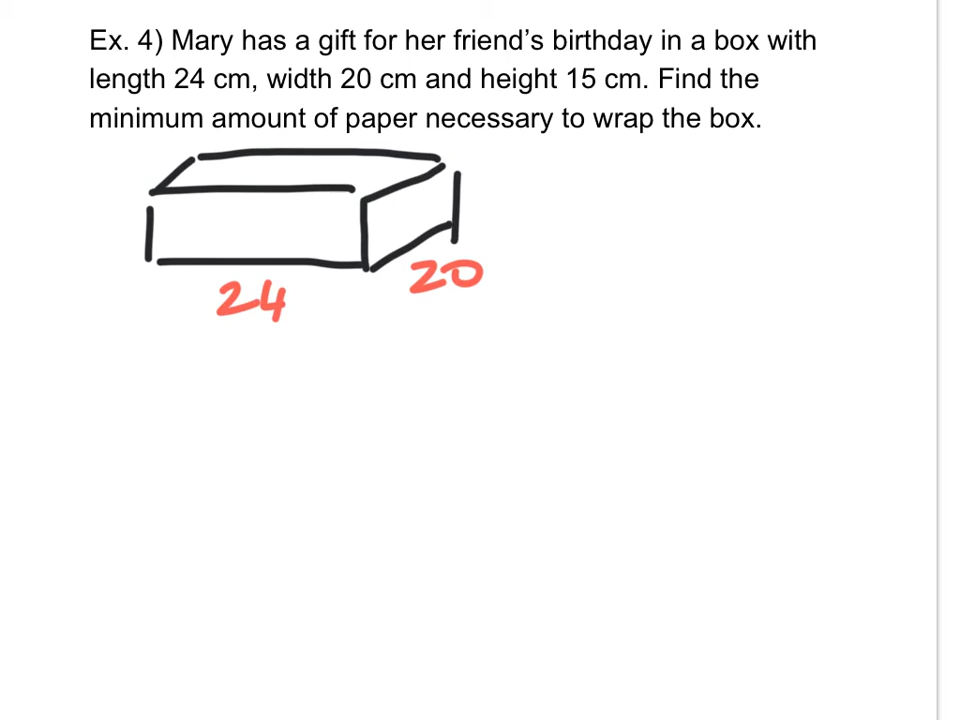 Ex. 4) Mary has a gift for her friend’s birthday in a box with
length 24 cm, width 20 cm and height 15 cm. Find the
minimum amount of paper necessary to wrap the box.
20
24